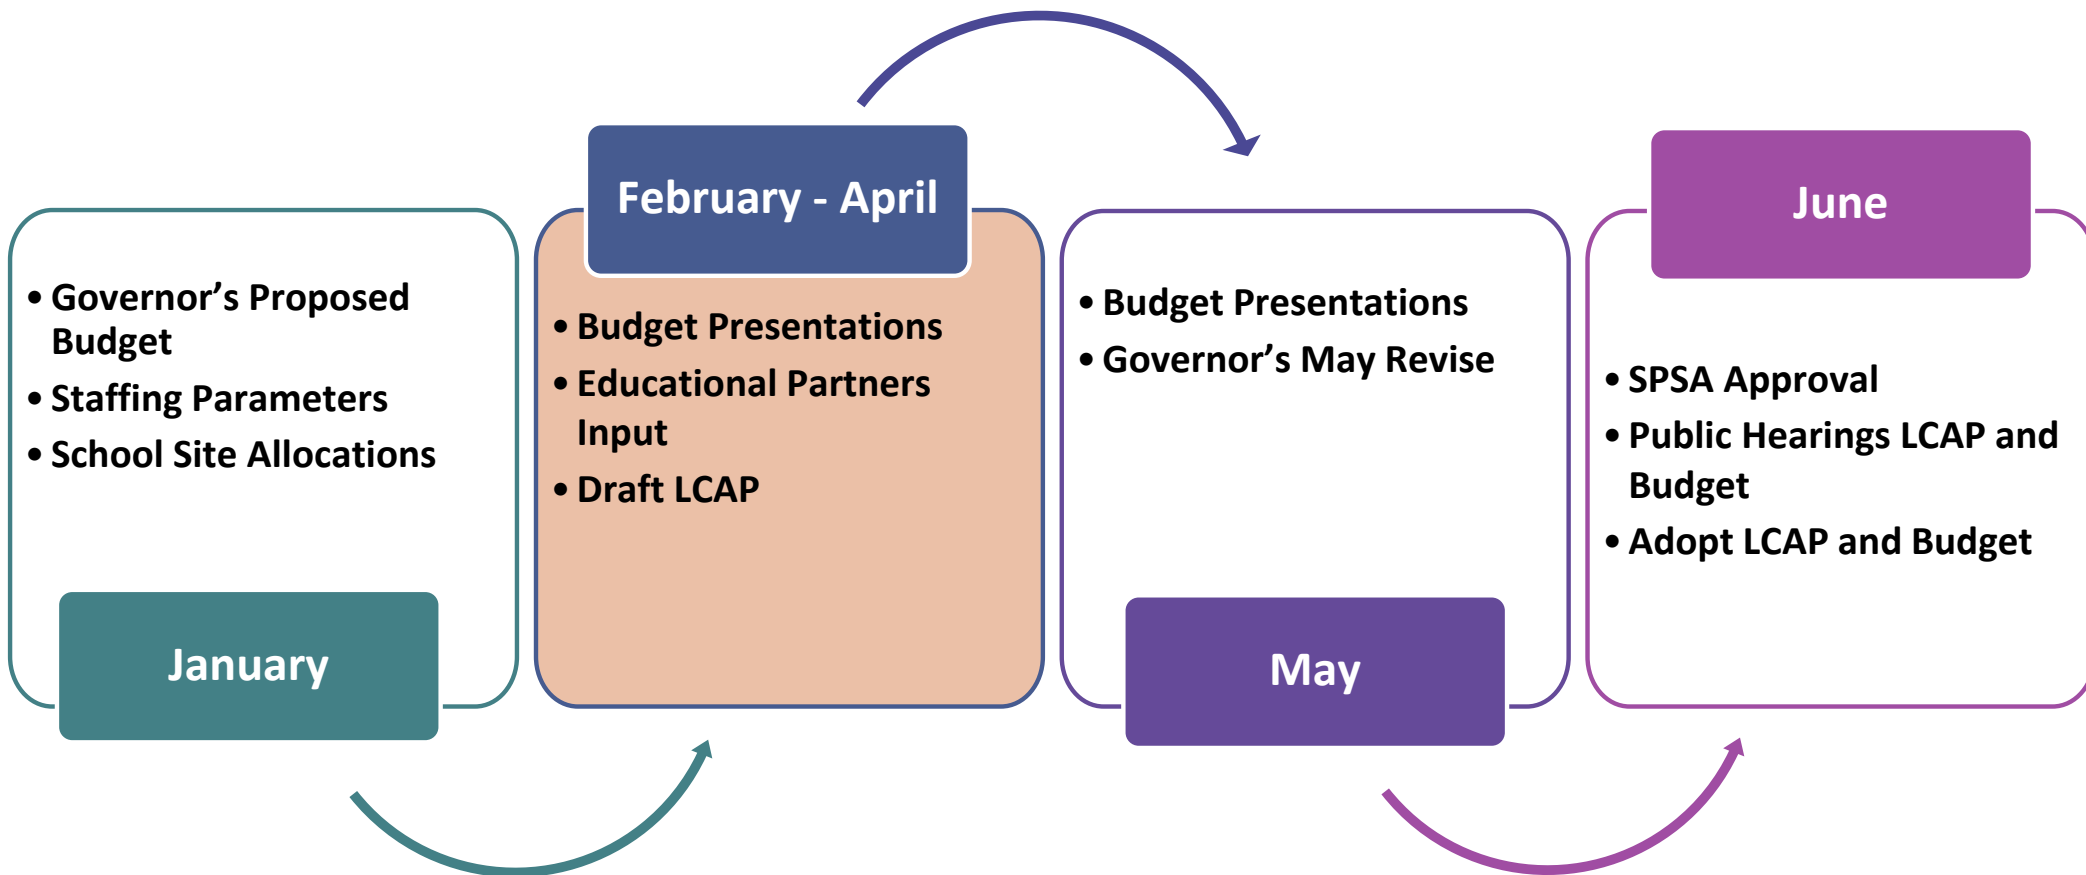 • Governor’s Proposed
Budget
• Staffing Parameters
• School Site Allocations
January
February - April
• Budget Presentations
• Educational Partners
Input
• Draft LCAP
• Budget Presentations
• Governor’s May Revise
May
June
• SPSA Approval
• Public Hearings LCAP and
Budget
• Adopt LCAP and Budget